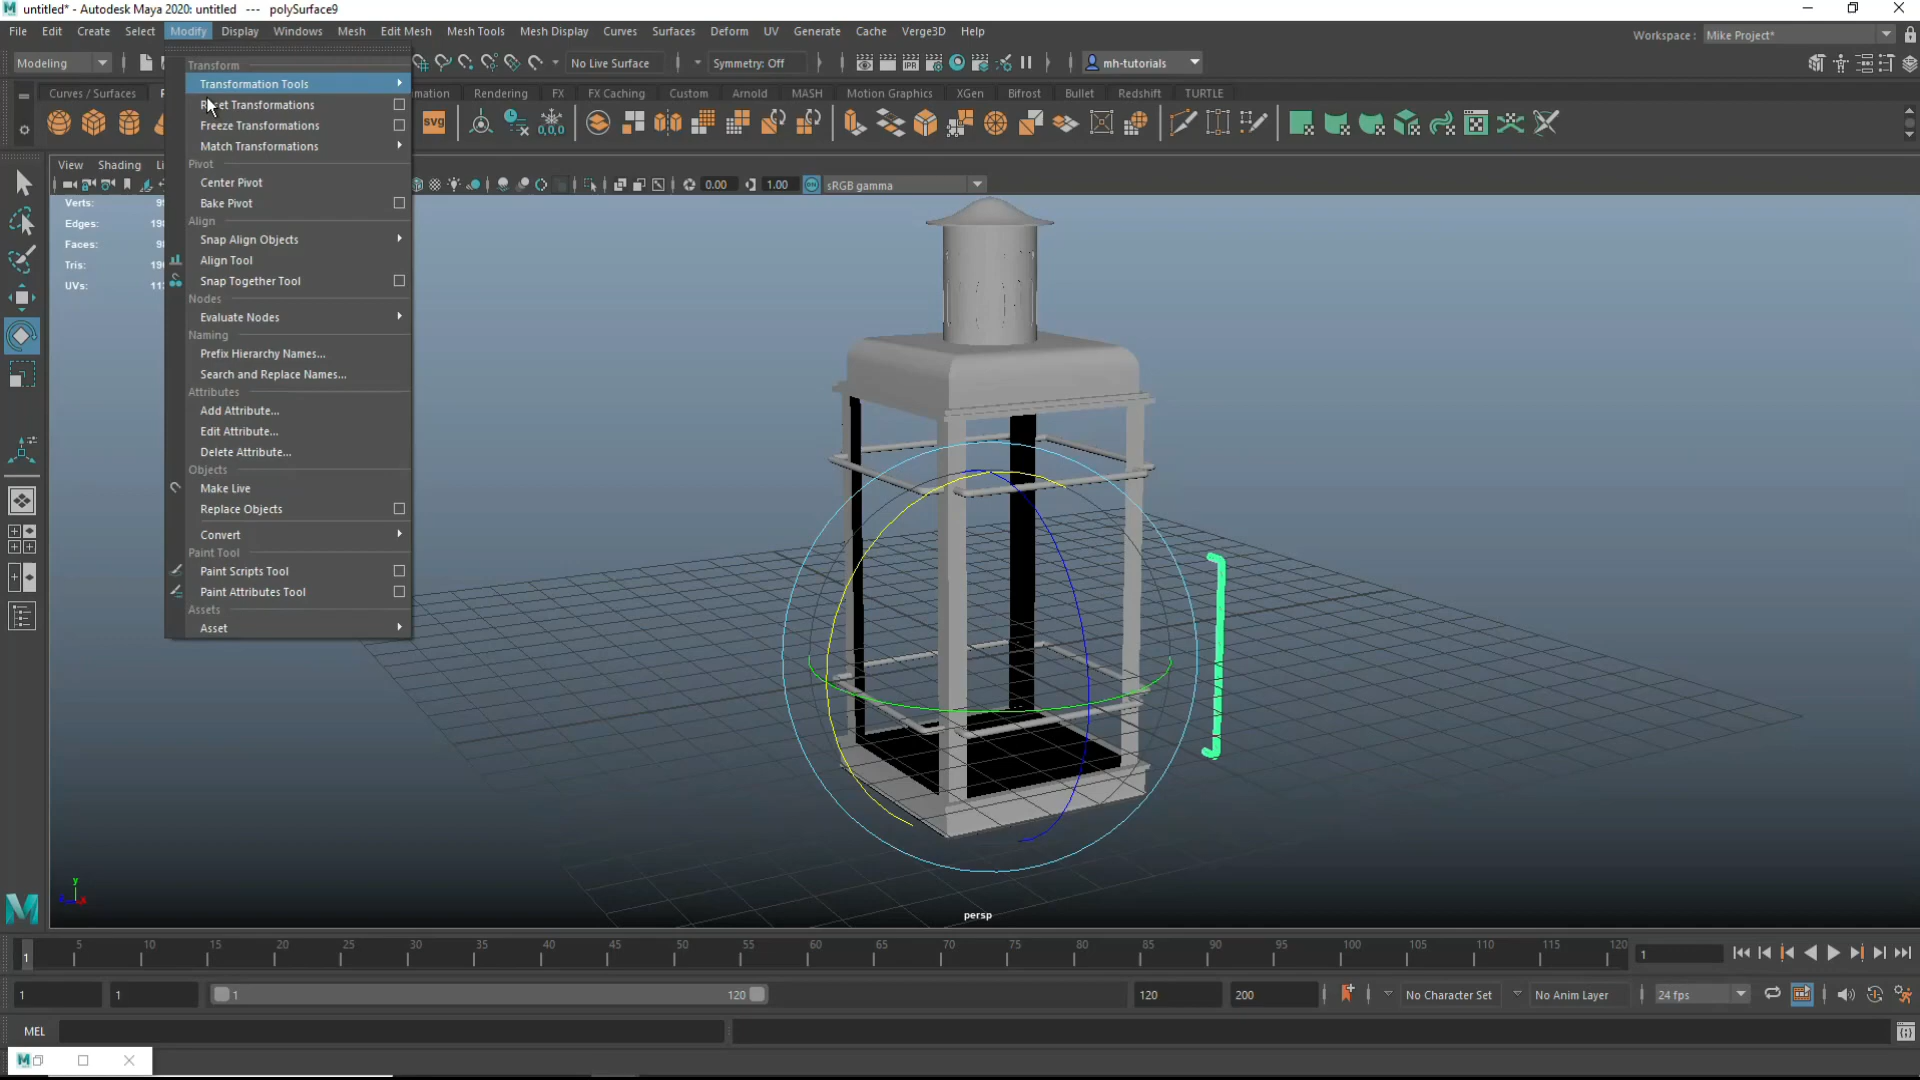 untitled* - Autodesk Maya 2020: untitled   ---   polySurface9
File Edit Create Select Modify Display Windows Mesh Edit Mesh Mesh Tools Mesh Display Curves Surfaces Deform UV Generate Cache Verge3D Help
Workspace : Mike Project*
Modeling
No Live Surface
Symmetry: Off
mh-tutorials
Curves / Surfaces
Rendering FX FX Caching Custom Arnold MASH Motion Graphics XGen Bifrost Bullet Redshift TURTLE
svg
0,0,0
IPR
View Shading
0.00
1.00
sRGB gamma
Verts:
Edges:
Faces:
Tris:
UVs:
Transform
Transformation Tools
Reset Transformations
Freeze Transformations
Match Transformations
Pivot
Center Pivot
Bake Pivot
Align
Snap Align Objects
Align Tool
Snap Together Tool
Nodes
Evaluate Nodes
Naming
Prefix Hierarchy Names...
Search and Replace Names...
Attributes
Add Attribute...
Edit Attribute...
Delete Attribute...
Objects
Make Live
Replace Objects
Convert
Paint Tool
Paint Scripts Tool
Paint Attributes Tool
Assets
Asset
y
persp
5 10 15 20 25 30 35 40 45 50 55 60 65 70 75 80 85 90 95 100 105 110 115 120
1
1
1 1 1 120 120 200 No Character Set No Anim Layer 24 fps
MEL